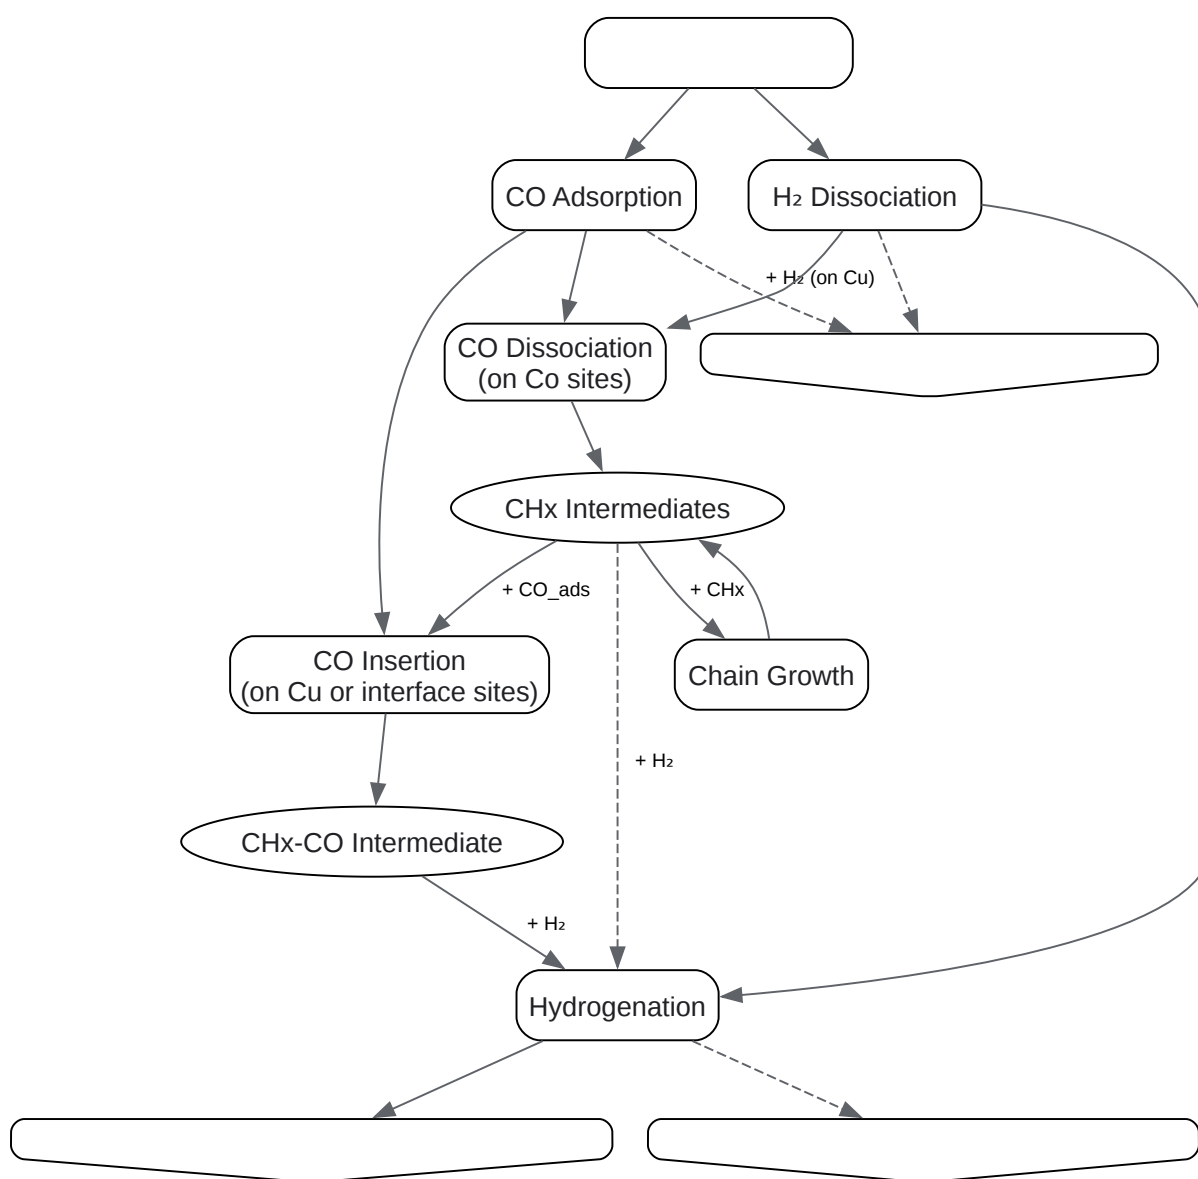 CO Adsorption
H₂ Dissociation
+ H₂ (on Cu)
CO Dissociation
(on Co sites)
CHx Intermediates
+ CO_ads
+ CHx
CO Insertion
(on Cu or interface sites)
Chain Growth
+ H₂
CHx-CO Intermediate
+ H₂
Hydrogenation